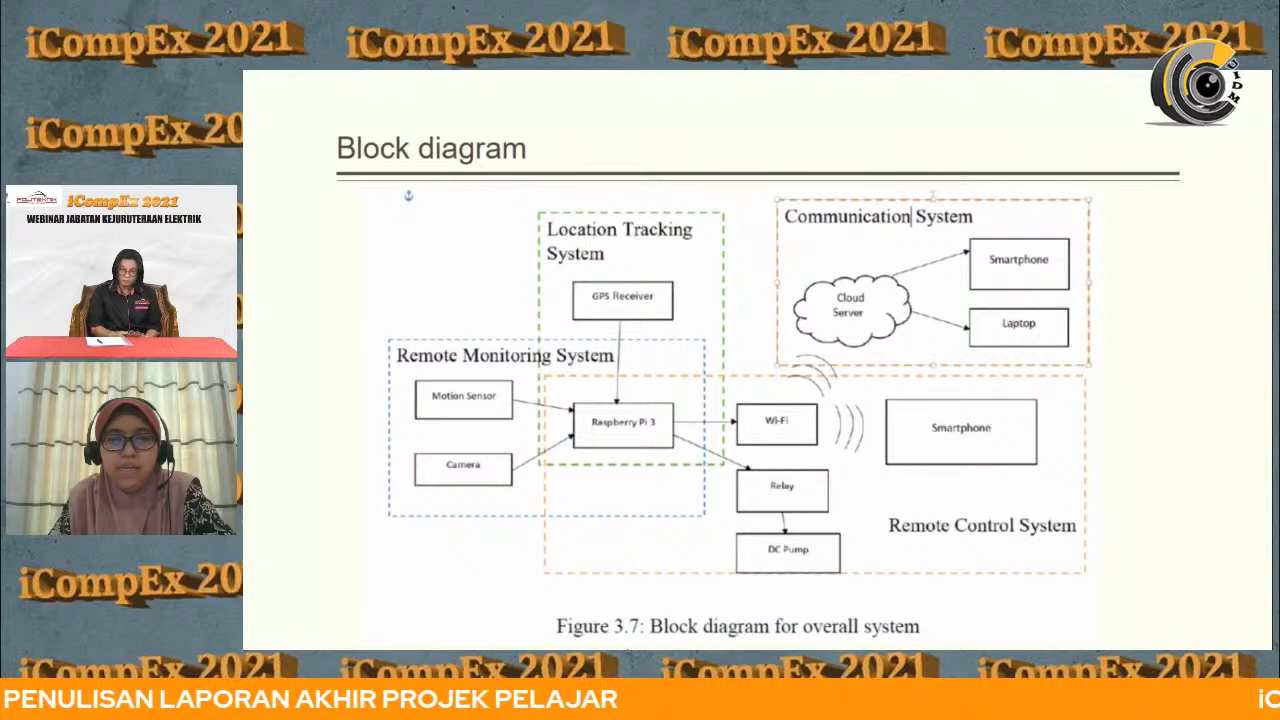 iCompEx 2021 iCompEx 2021 iCompEx 2021 iCompEx 2021
UIDM
iCompEx 20
POLITEKNIK
iCompEx 2021
WEBINAR JABATAN KEJURUTERAAN ELEKTRIK
Block diagram
Location Tracking
System
GPS Receiver
Communication System
Cloud
Server
Smartphone
Laptop
Remote Monitoring System
Motion Sensor
Camera
Raspberry Pi 3
Wi-Fi
Smartphone
Relay
DC Pump
Remote Control System
Figure 3.7: Block diagram for overall system
iCompEx 20
iCompEx 2021 iCompEx 2021 iCompEx 2021 iCompEx 2021
PENULISAN LAPORAN AKHIR PROJEK PELAJAR
iC